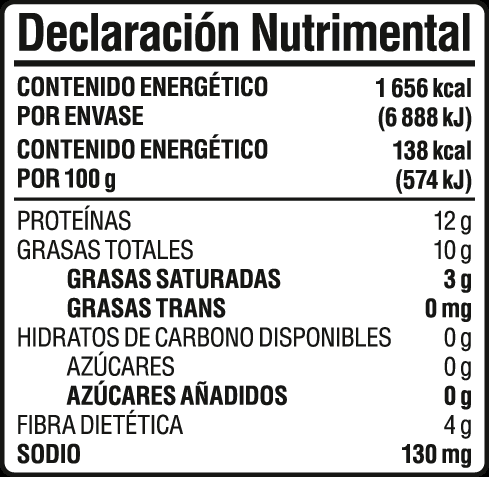 Declaración Nutrimental
CONTENIDO ENERGÉTICO 1 656 kcal
POR ENVASE (6 888 kJ)
CONTENIDO ENERGÉTICO 138 kcal
POR 100 g (574 kJ)
PROTEÍNAS 12 g
GRASAS TOTALES 10 g
GRASAS SATURADAS 3 g
GRASAS TRANS 0 mg
HIDRATOS DE CARBONO DISPONIBLES 0 g
AZÚCARES 0 g
AZÚCARES AÑADIDOS 0 g
FIBRA DIETÉTICA 4 g
SODIO 130 mg